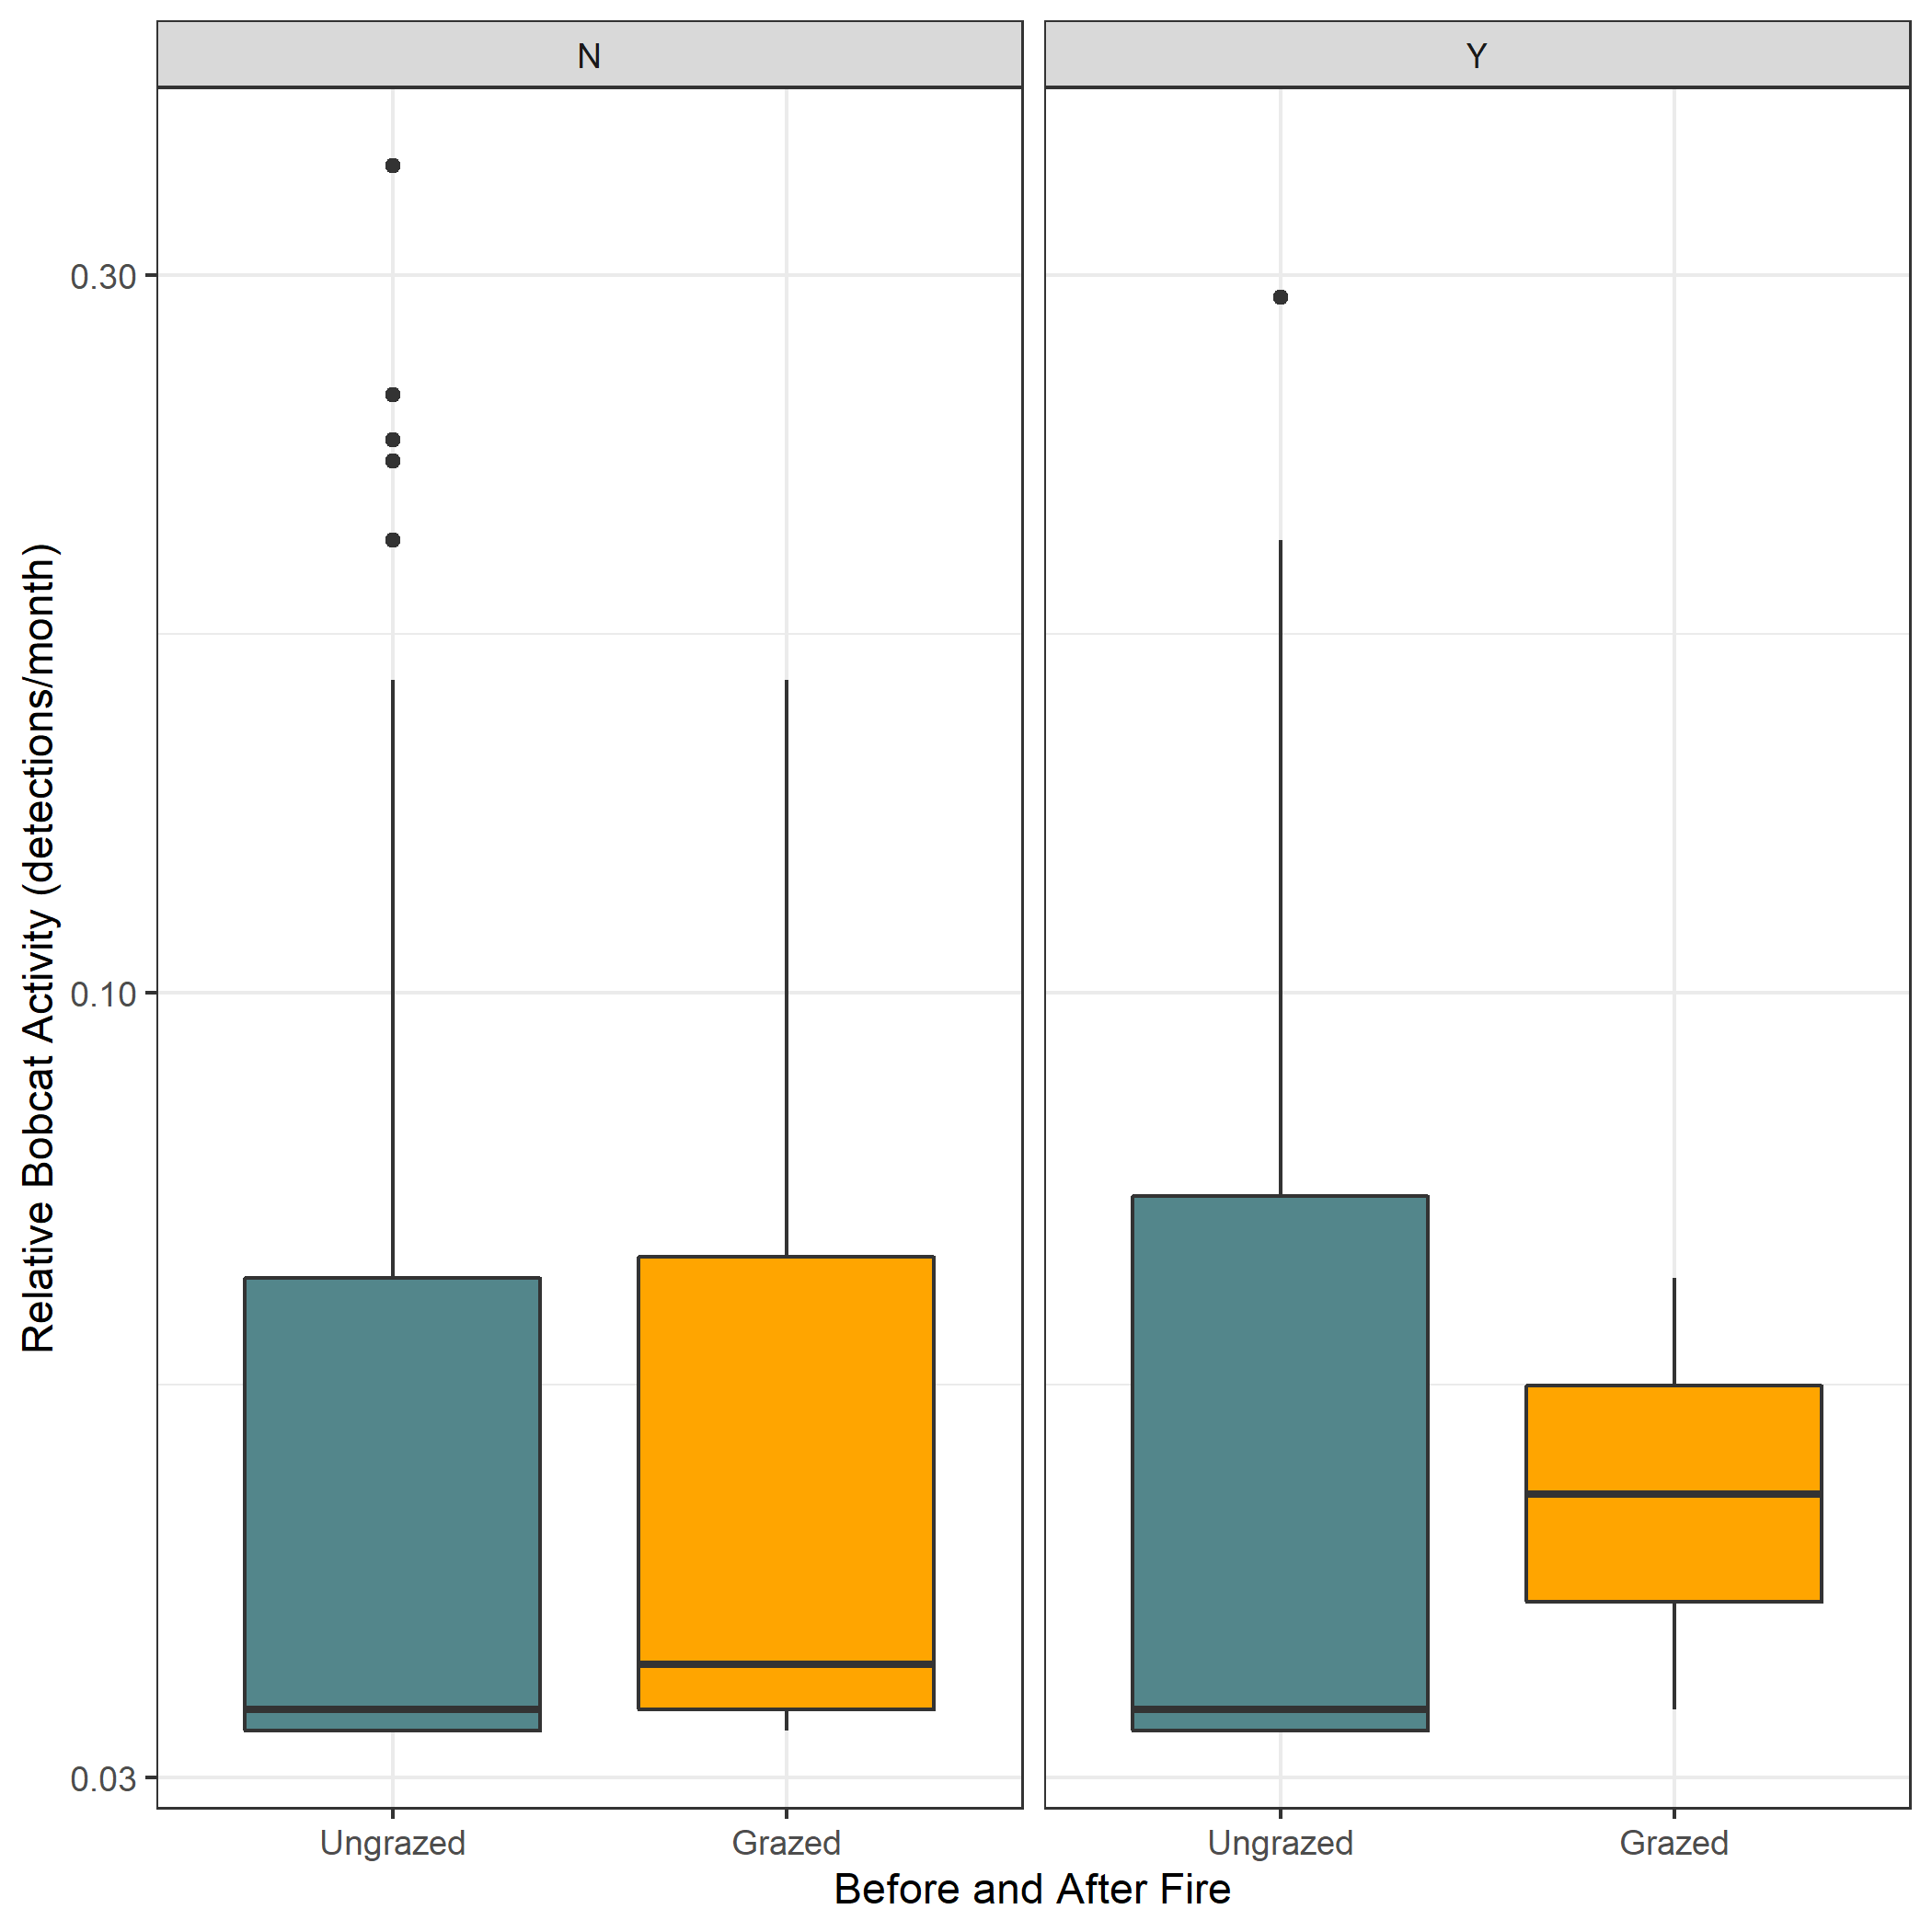 N
Y
Relative Bobcat Activity (detections/month)
0.30
0.10
0.03
Ungrazed
Grazed
Ungrazed
Grazed
Before and After Fire